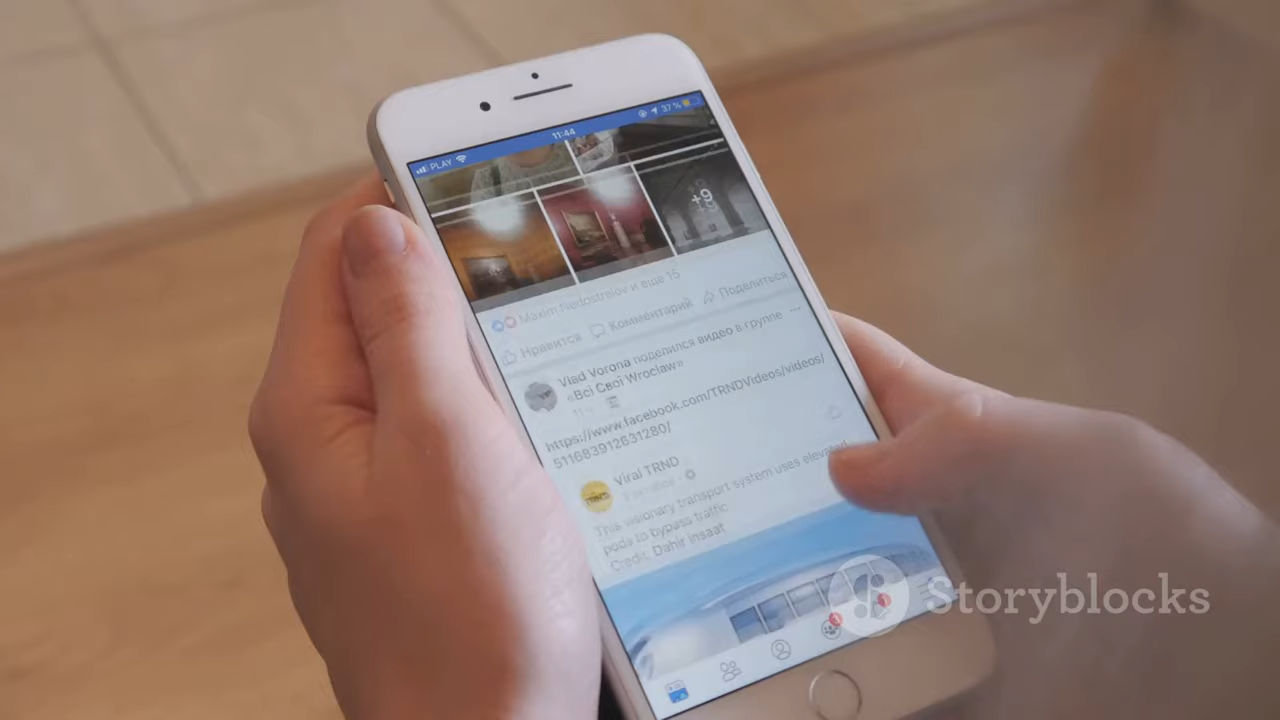 PLAY
11:44
37 %
+9
Maxim Nedostrelov и еще 15
Нравится Комментарий Поделиться
Vlad Vorona поделился видео в группе
«Всі Свої Wroclaw»
https://www.facebook.com/TRNDVideos/videos/
511683912631280/
Viral TRND
This visionary transport system uses elevated
pods to bypass traffic
Credit. Dahir insaat
Storyblocks